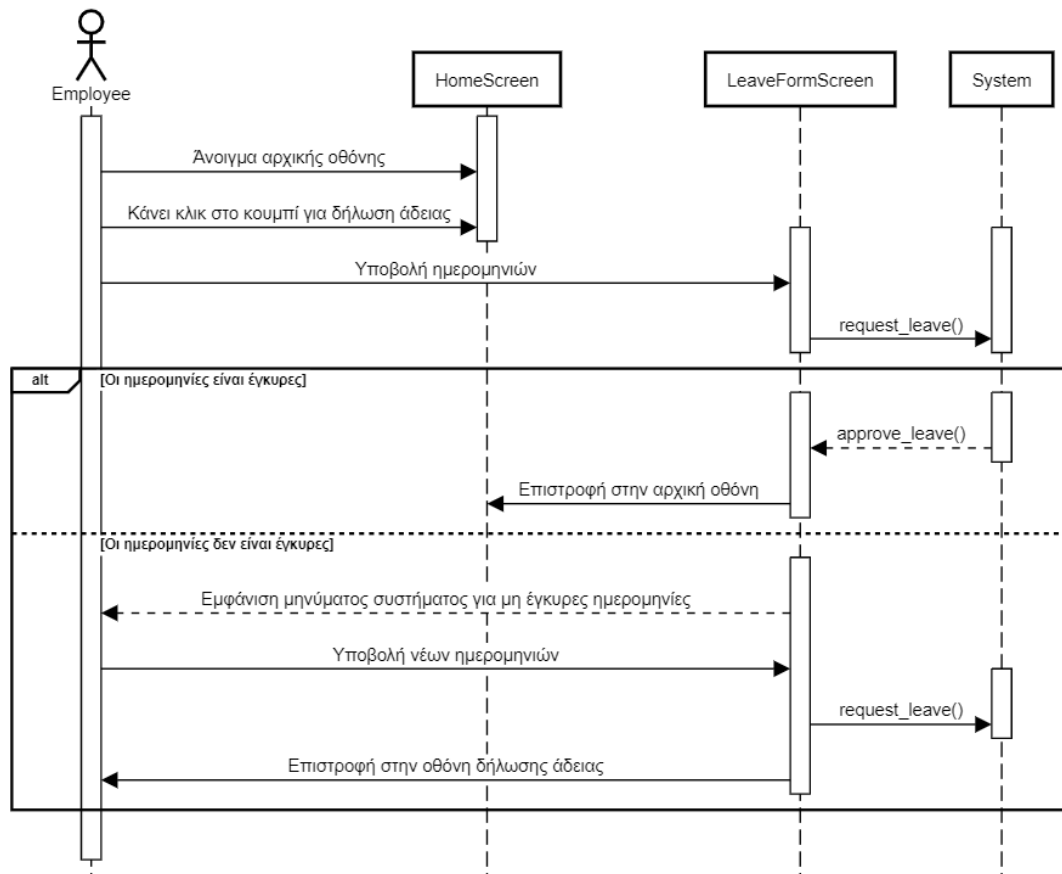 Employee
HomeScreen
LeaveFormScreen
System
Άνοιγμα αρχικής οθόνης
Κάνει κλικ στο κουμπί για δήλωση άδειας
Υποβολή ημερομηνιών
request_leave()
alt
[Οι ημερομηνίες είναι έγκυρες]
approve_leave()
Επιστροφή στην αρχική οθόνη
[Οι ημερομηνίες δεν είναι έγκυρες]
Εμφάνιση μηνύματος συστήματος για μη έγκυρες ημερομηνίες
Υποβολή νέων ημερομηνιών
request_leave()
Επιστροφή στην οθόνη δήλωσης άδειας